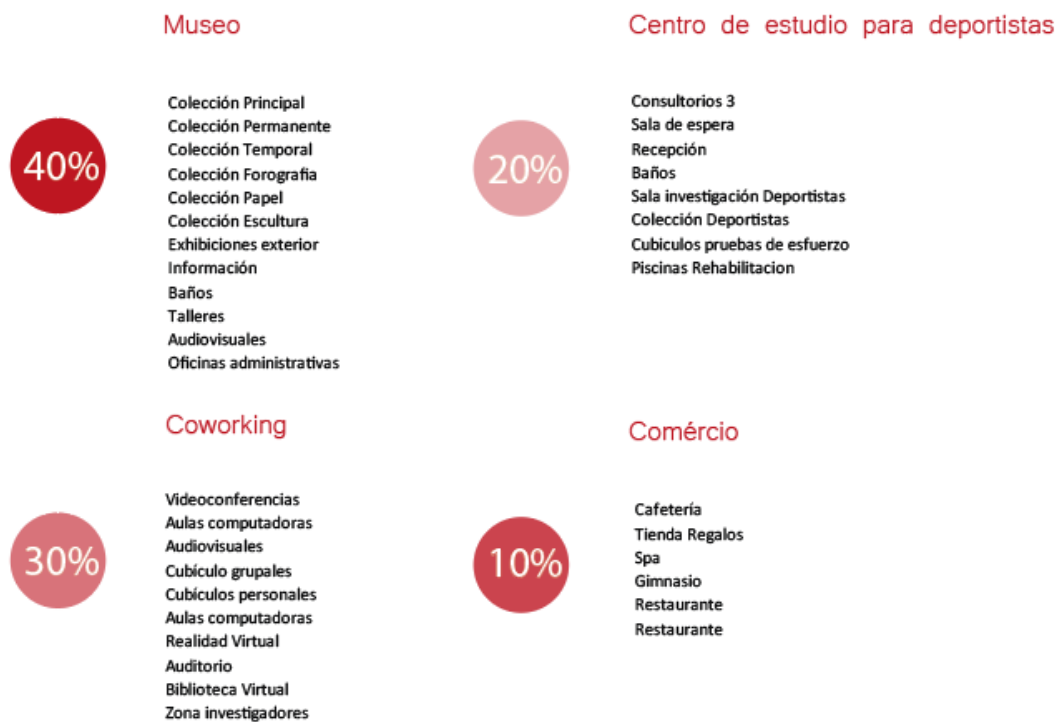 Museo
40%
Colección Principal
Colección Permanente
Colección Temporal
Colección Forografia
Colección Papel
Colección Escultura
Exhibiciones exterior
Información
Baños
Talleres
Audiovisuales
Oficinas administrativas
Centro de estudio para deportistas
20%
Consultorios 3
Sala de espera
Recepción
Baños
Sala investigación Deportistas
Colección Deportistas
Cubiculos pruebas de esfuerzo
Piscinas Rehabilitacion
Coworking
30%
Videoconferencias
Aulas computadoras
Audiovisuales
Cubículo grupales
Cubículos personales
Aulas computadoras
Realidad Virtual
Auditorio
Biblioteca Virtual
Zona investigadores
Comércio
10%
Cafetería
Tienda Regalos
Spa
Gimnasio
Restaurante
Restaurante